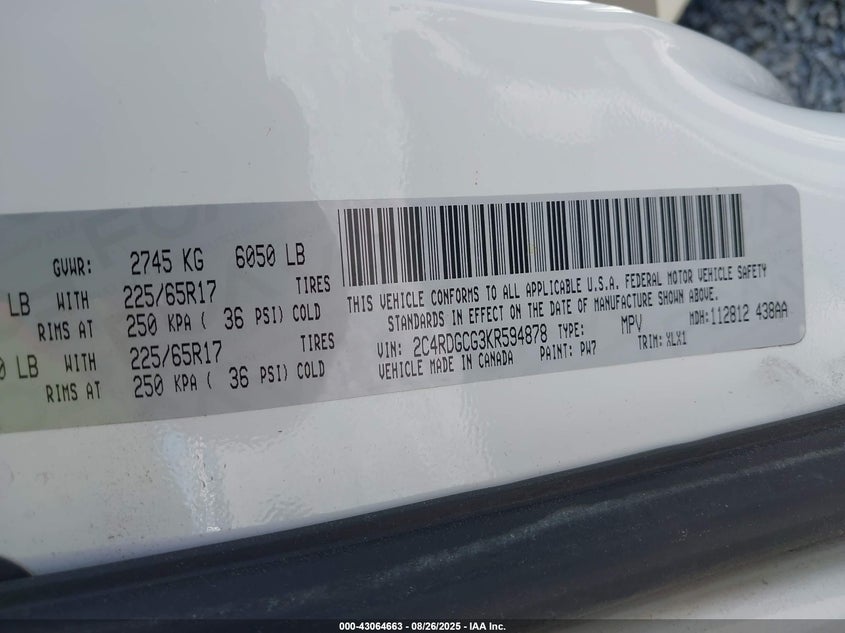 GVWR: 2745 KG 6050 LB
LB WITH 225/65R17 TIRES
RIMS AT 250 KPA ( 36 PSI) COLD
0 LB WITH 225/65R17 TIRES
RIMS AT 250 KPA ( 36 PSI) COLD
THIS VEHICLE CONFORMS TO ALL APPLICABLE U.S.A. FEDERAL MOTOR VEHICLE SAFETY
STANDARDS IN EFFECT ON THE DATE OF MANUFACTURE SHOWN ABOVE.
VIN: 2C4RDGCG3KR594878 TYPE: MPV MDH:112812 438AA
VEHICLE MADE IN CANADA PAINT: PW7 TRIM: XLX1
000-43064663 - 08/26/2025 - IAA Inc.